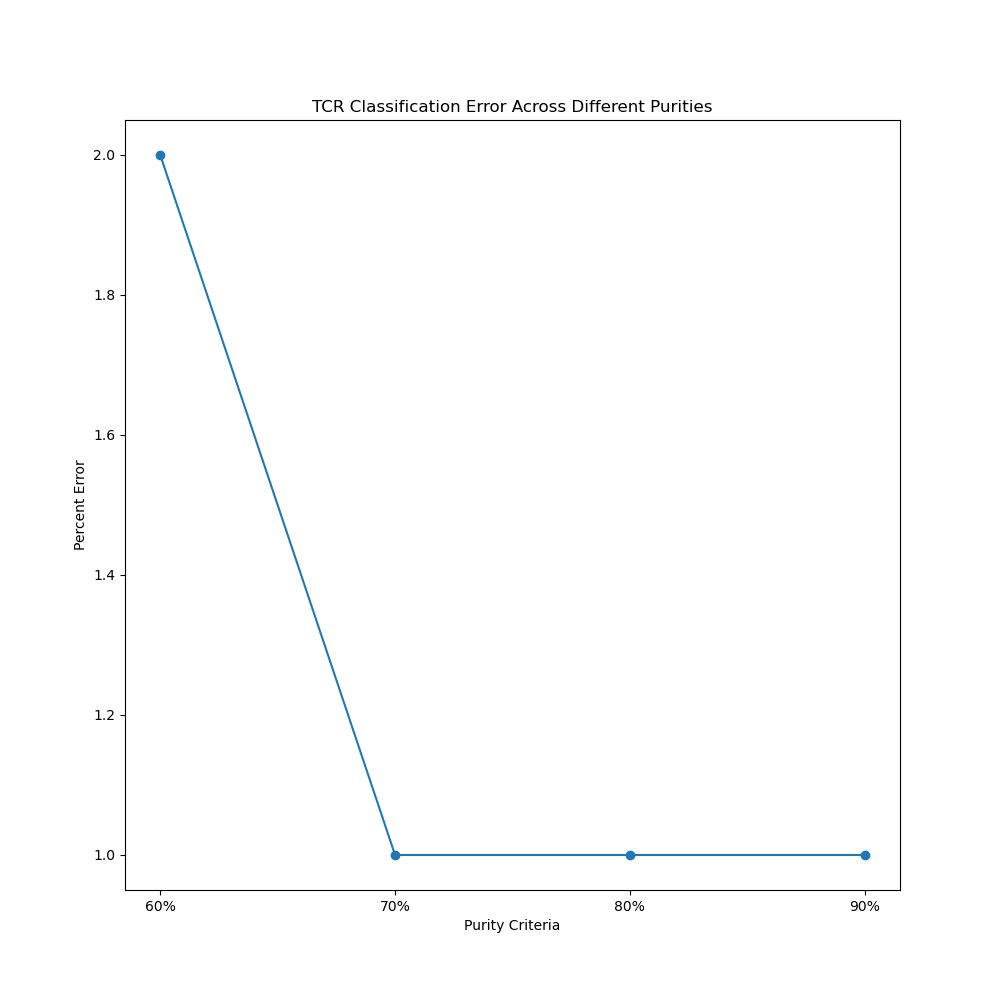 TCR Classification Error Across Different Purities
2.0
1.8
1.6
1.4
1.2
1.0
Percent Error
60% 70% 80% 90%
Purity Criteria